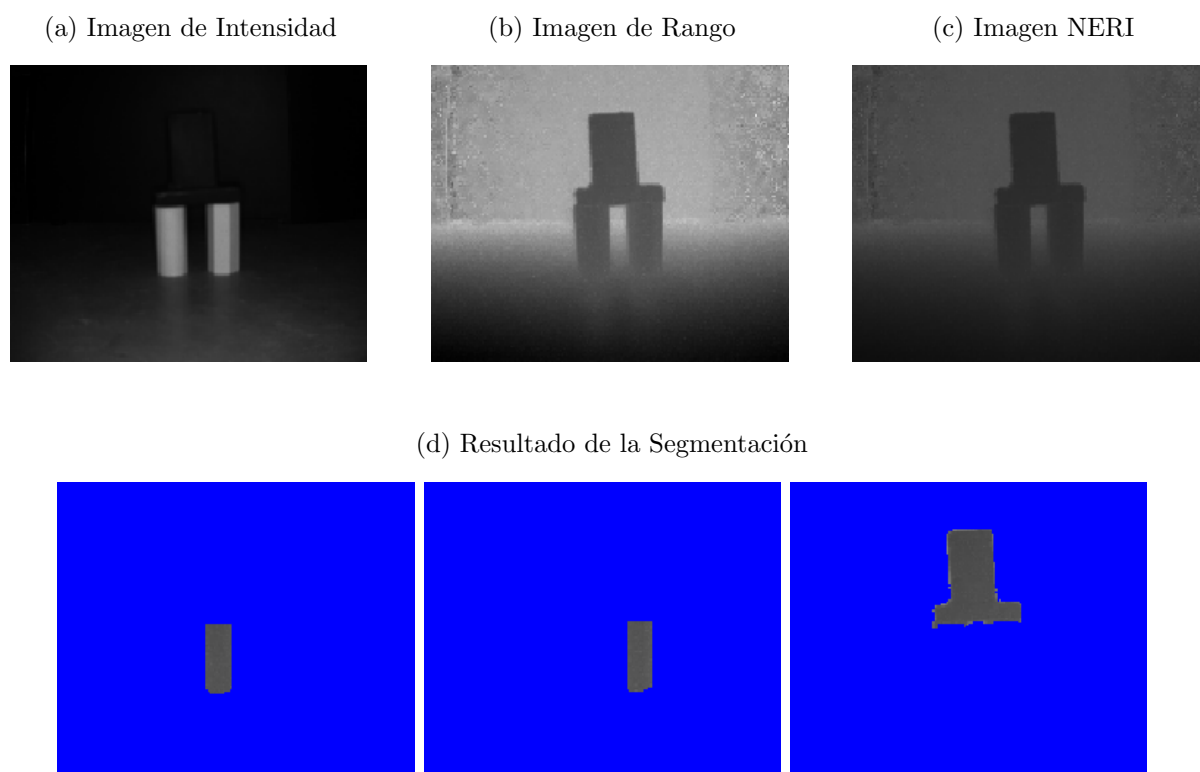 (a) Imagen de Intensidad
(b) Imagen de Rango
(c) Imagen NERI
(d) Resultado de la Segmentación